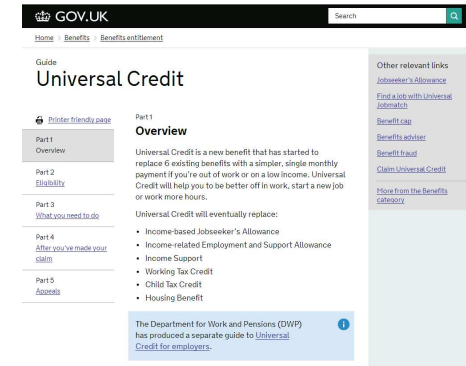 GOV.UK
Search
Home > Benefits > Benefits entitlement
Guide
Universal Credit
Printer friendly page
Part 1
Overview
Part 2
Eligibility
Part 3
What you need to do
Part 4
After you've made your
claim
Part 5
Appeals
Part 1
Overview
Universal Credit is a new benefit that has started to
replace 6 existing benefits with a simpler, single monthly
payment if you're out of work or on a low income. Universal
Credit will help you to be better off in work, start a new job
or work more hours.
Universal Credit will eventually replace:
• Income-based Jobseeker's Allowance
• Income-related Employment and Support Allowance
• Income Support
• Working Tax Credit
• Child Tax Credit
• Housing Benefit
The Department for Work and Pensions (DWP)
has produced a separate guide to Universal
Credit for employers.
Other relevant links
Jobseeker's Allowance
Find a job with Universal
Jobmatch
Benefit cap
Benefits adviser
Benefit fraud
Claim Universal Credit
More from the Benefits
category